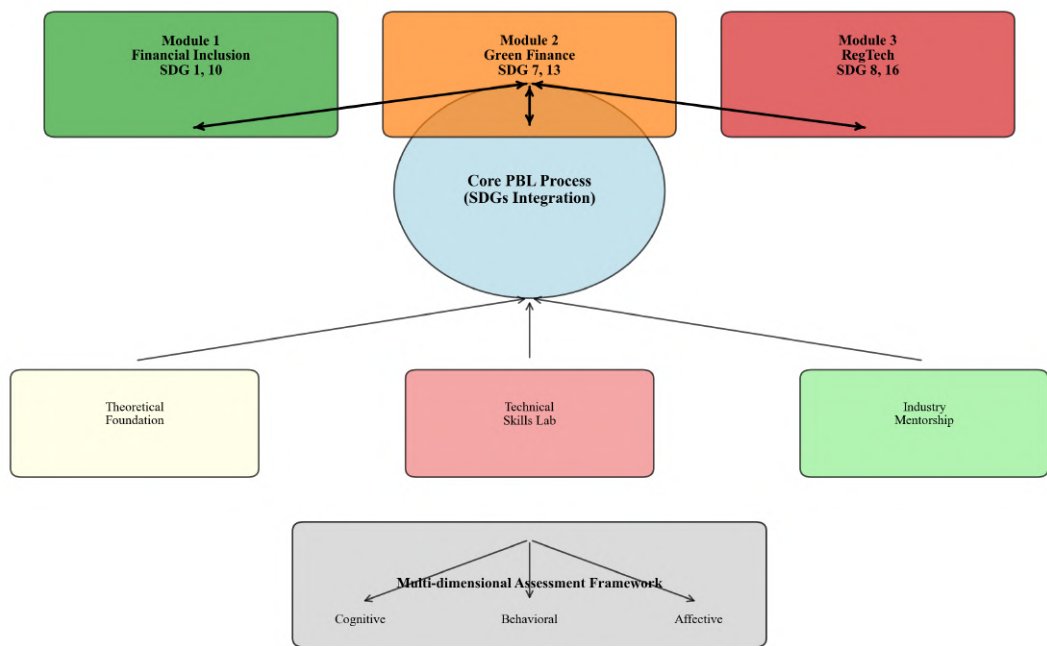 Module 1
Financial Inclusion
SDG 1, 10
Module 2
Green Finance
SDG 7, 13
Module 3
RegTech
SDG 8, 16
Core PBL Process
(SDGs Integration)
Theoretical
Foundation
Technical
Skills Lab
Industry
Mentorship
Multi-dimensional Assessment Framework
Cognitive
Behavioral
Affective